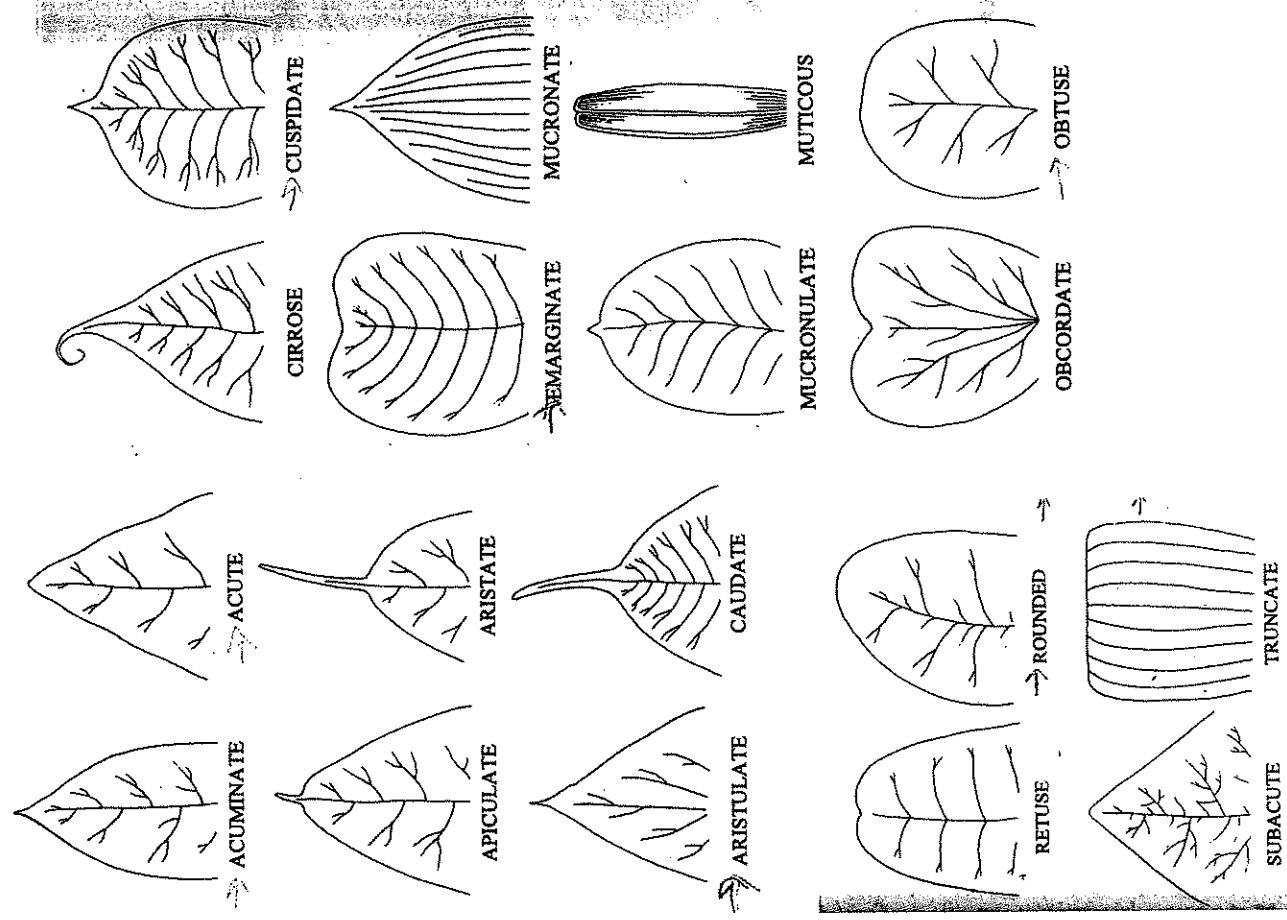 CUSPIDATE
MUCRONATE
MUTICOUS
OBTUSE
CIRROSE
EMARGINATE
MUCRONULATE
OBCORDATE
ACUTE
ARISTATE
CAUDATE
ROUNDED
TRUNCATE
ACUMINATE
APICULATE
ARISTULATE
RETUSE
SUBACUTE